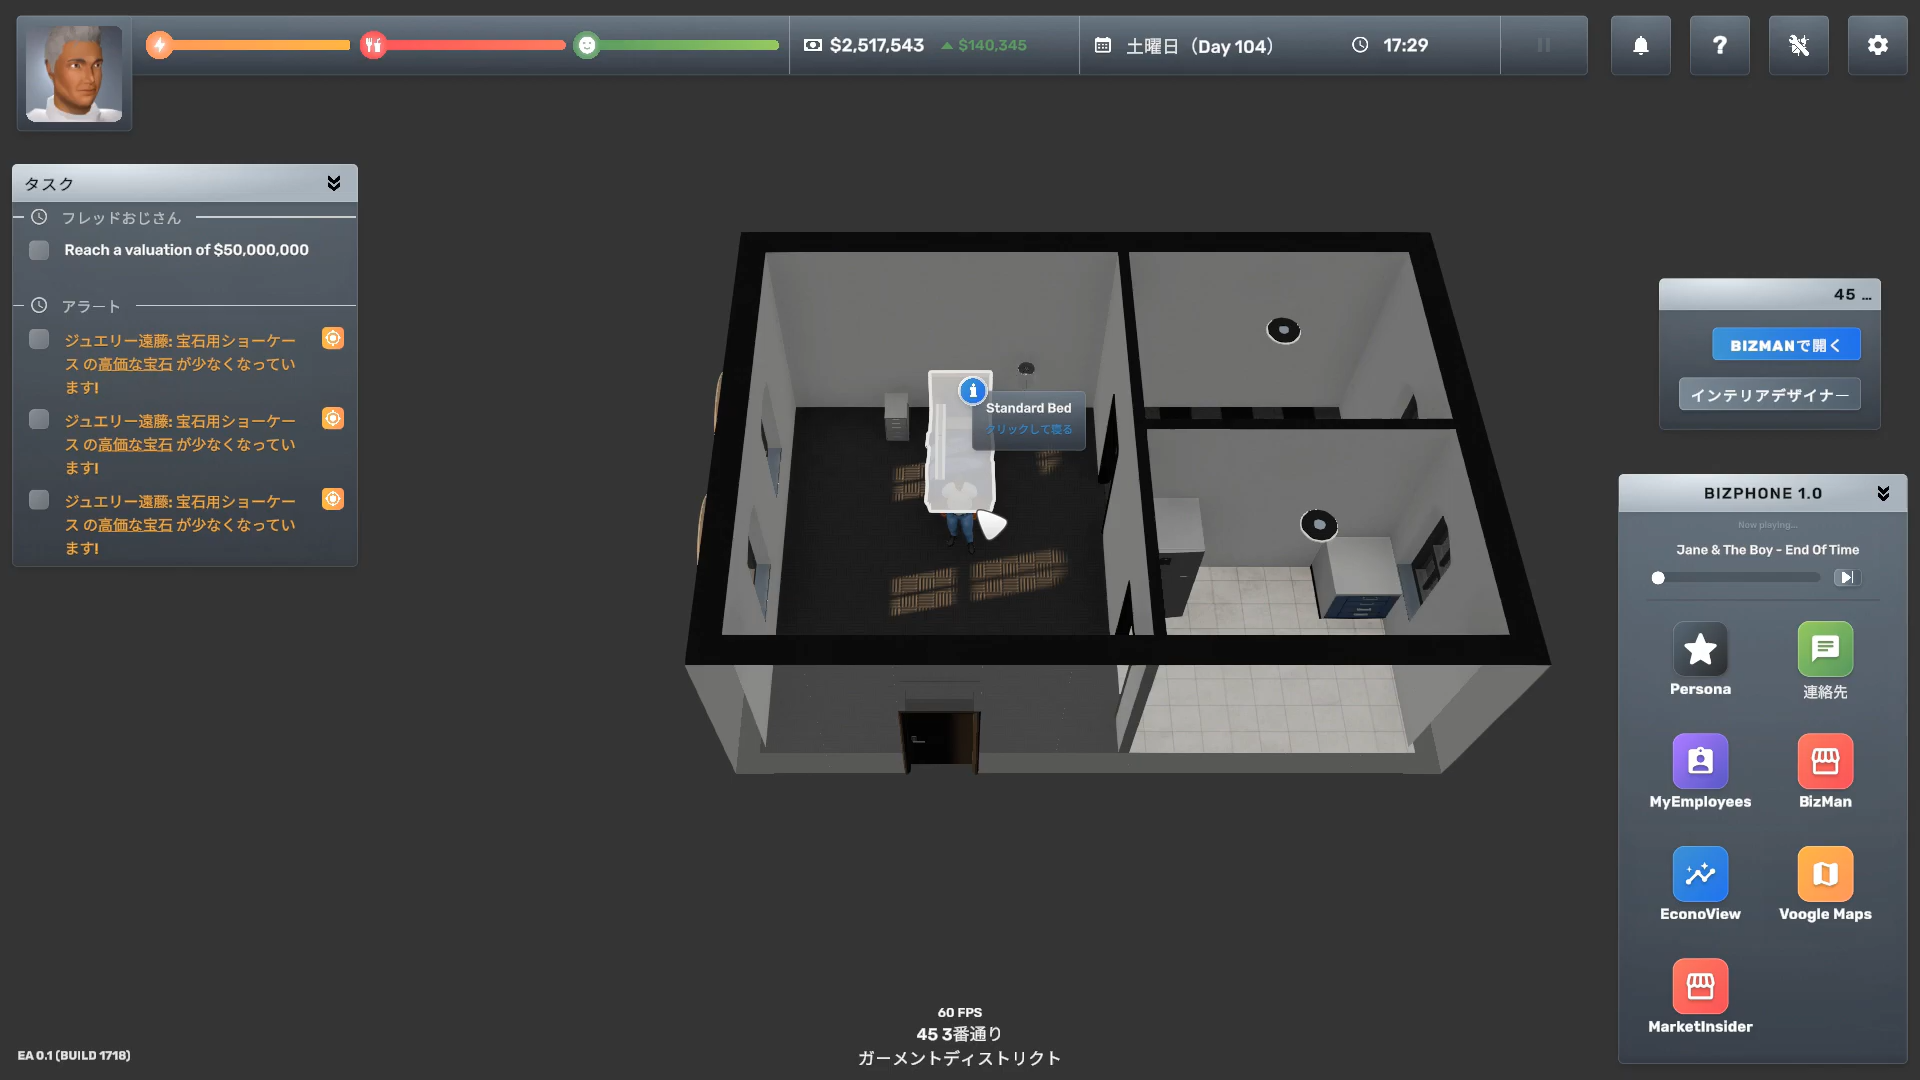 $2,517,543 $140,345
土曜日（Day 104）
17:29
?
タスク
フレッドおじさん
Reach a valuation of $50,000,000
アラート
ジュエリー遠藤: 宝石用ショーケー
ス の高価な宝石 が少なくなってい
ます!
ジュエリー遠藤: 宝石用ショーケー
ス の高価な宝石 が少なくなってい
ます!
ジュエリー遠藤: 宝石用ショーケー
ス の高価な宝石 が少なくなってい
ます!
Standard Bed
クリックして寝る
45 ...
BIZMANで開く
インテリアデザイナー
BIZPHONE 1.0
Now playing...
Jane & The Boy - End Of Time
Persona
連絡先
MyEmployees
BizMan
EconoView
Voogle Maps
MarketInsider
60 FPS
45 3番通り
ガーメントディストリクト
EA 0.1 (BUILD 1718)